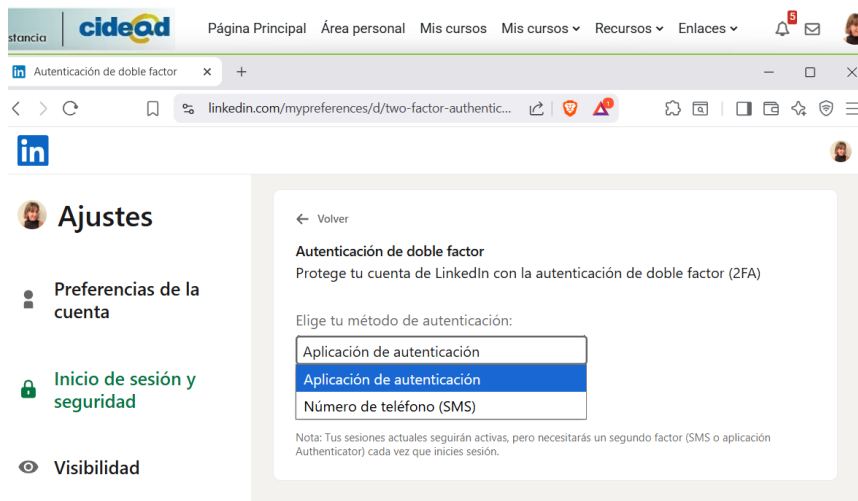 stancia
cidead
Página Principal Área personal Mis cursos Mis cursos Recursos Enlaces
5
in Autenticación de doble factor
linkedin.com/mypreferences/d/two-factor-authentic...
1
in
Ajustes
Preferencias de la
cuenta
Inicio de sesión y
seguridad
Visibilidad
Volver
Autenticación de doble factor
Protege tu cuenta de LinkedIn con la autenticación de doble factor (2FA)
Elige tu método de autenticación:
Aplicación de autenticación
Aplicación de autenticación
Número de teléfono (SMS)
Nota: Tus sesiones actuales seguirán activas, pero necesitarás un segundo factor (SMS o aplicación
Authenticator) cada vez que inicies sesión.